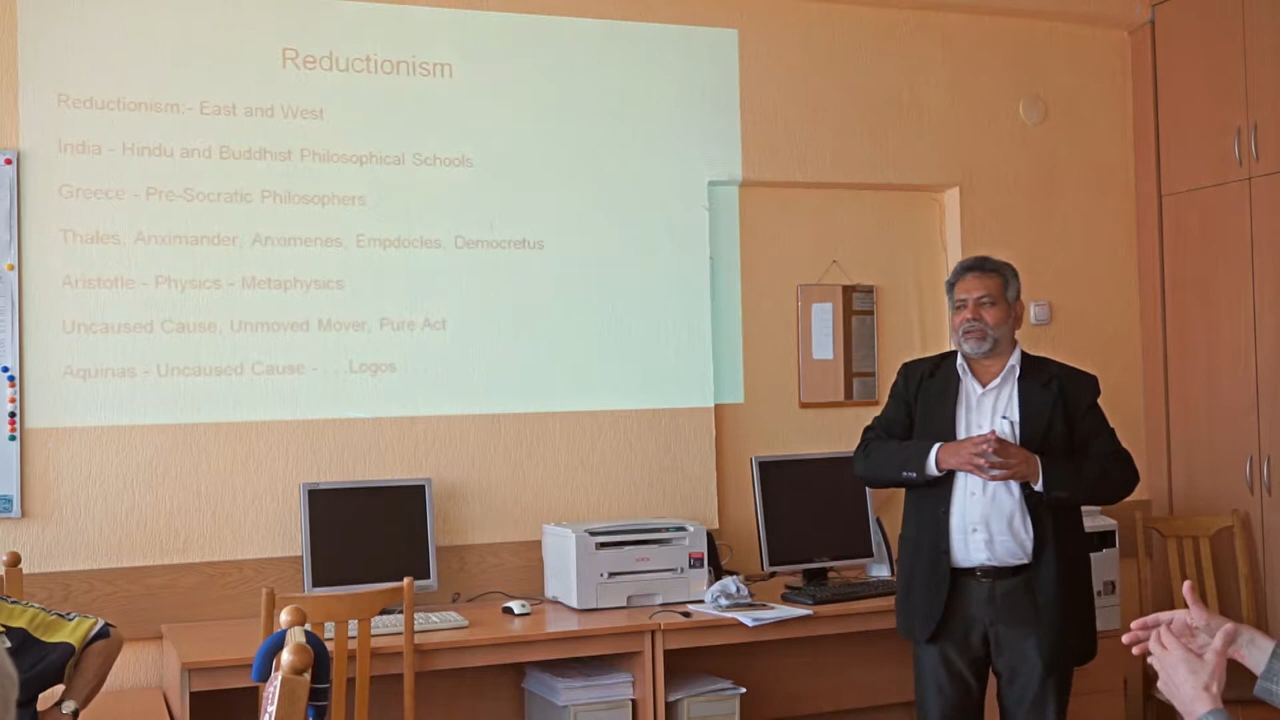 Reductionism
Reductionism:- East and West
India - Hindu and Buddhist Philosophical Schools
Greece - Pre-Socratic Philosophers
Thales, Anximander, Anxmenes, Empdocles, Democretus
Aristotle - Physics - Metaphysics
Uncaused Cause, Unmoved Mover, Pure Act
Aquinas - Uncaused Cause - . . .Logos